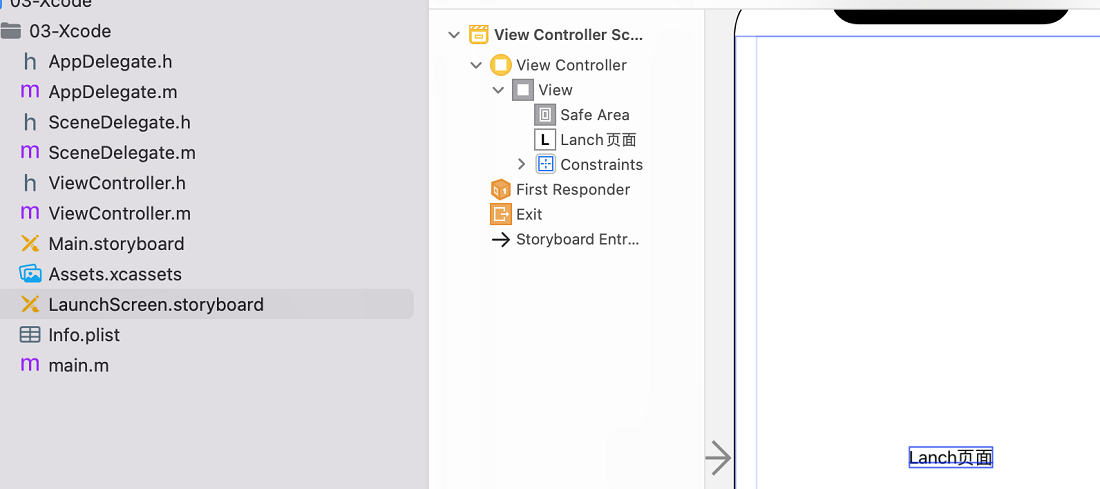 03-Xcode
03-Xcode
h AppDelegate.h
m AppDelegate.m
h SceneDelegate.h
m SceneDelegate.m
h ViewController.h
m ViewController.m
Main.storyboard
Assets.xcassets
LaunchScreen.storyboard
Info.plist
m main.m
View Controller Sc...
View Controller
View
Safe Area
L Lanch页面
Constraints
First Responder
Exit
Storyboard Entr...
Lanch页面